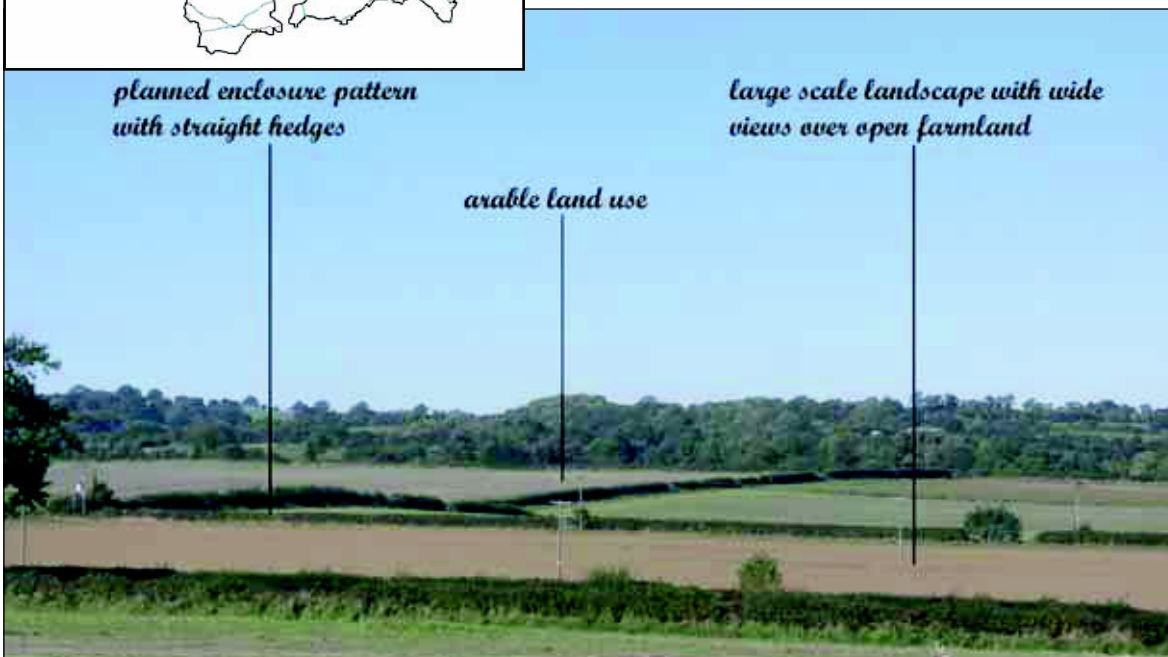 planned enclosure pattern
with straight hedges
large scale landscape with wide
views over open farmland
arable land use